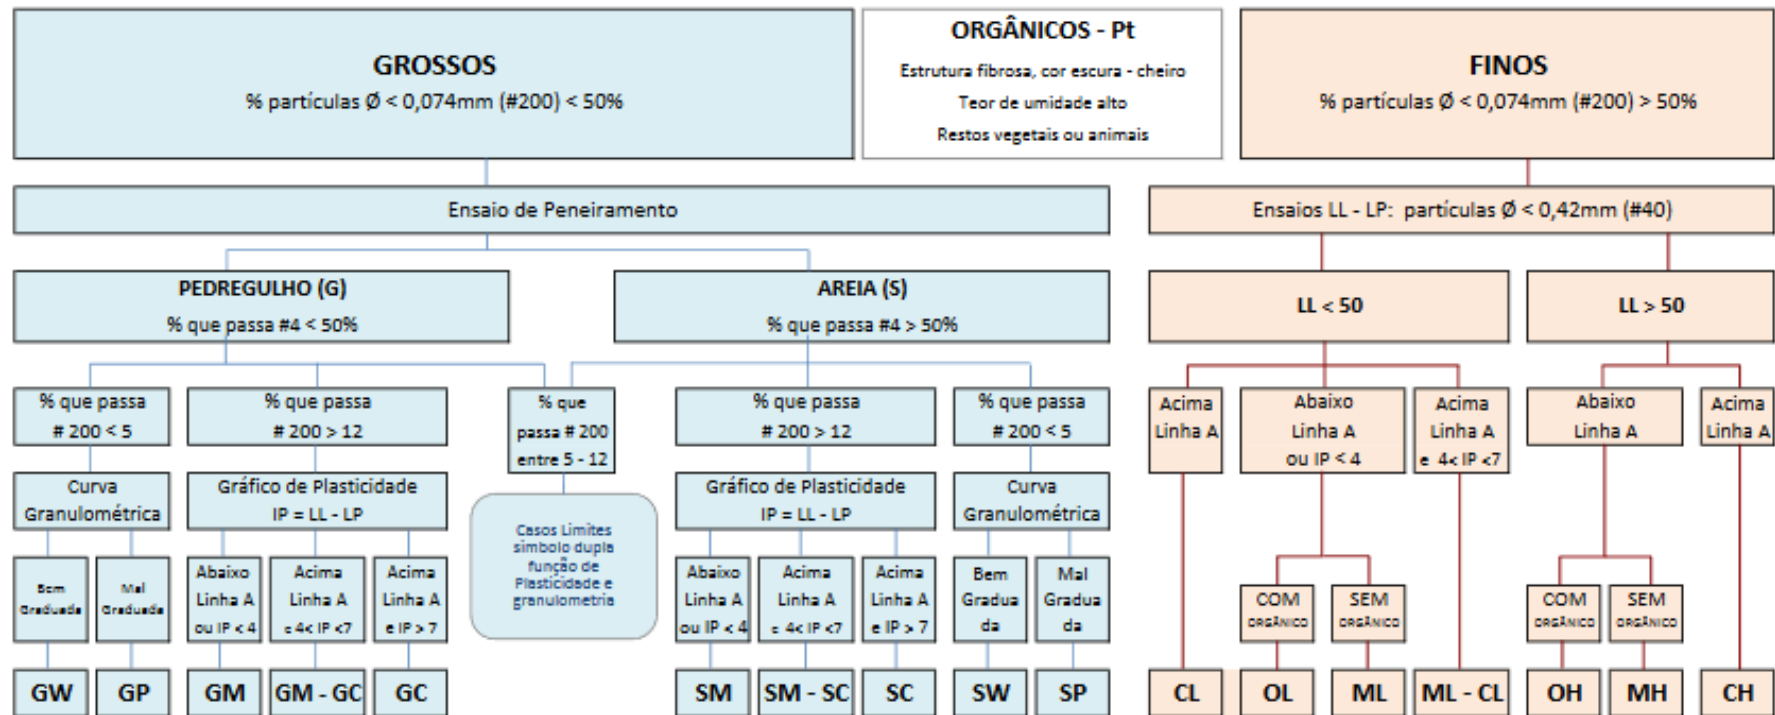 GROSSOS
% partículas Ø < 0,074mm (#200) < 50%
ORGÂNICOS - Pt
Estrutura fibrosa, cor escura - cheiro
Teor de umidade alto
Restos vegetais ou animais
FINOS
% partículas Ø < 0,074mm (#200) > 50%
Ensaio de Peneiramento
Ensaios LL - LP: partículas Ø < 0,42mm (#40)
PEDREGULHO (G)
% que passa #4 < 50%
AREIA (S)
% que passa #4 > 50%
LL < 50
LL > 50
% que passa
# 200 < 5
% que passa
# 200 > 12
% que
passa # 200
entre 5 - 12
% que passa
# 200 > 12
% que passa
# 200 < 5
Acima
Linha A
Abaixo
Linha A
ou IP < 4
Acima
Linha A
e 4< IP <7
Abaixo
Linha A
Acima
Linha A
Curva
Granulométrica
Gráfico de Plasticidade
IP = LL - LP
Casos Limites
simbolo dupla
função de
Plasticidade e
granulometria
Gráfico de Plasticidade
IP = LL - LP
Curva
Granulométrica
Bem
Graduada
Mal
Graduada
Abaixo
Linha A
ou IP < 4
Acima
Linha A
e 4< IP <7
Acima
Linha A
e IP > 7
Abaixo
Linha A
ou IP < 4
Acima
Linha A
e 4< IP <7
Acima
Linha A
e IP > 7
Bem
Gradua
da
Mal
Gradua
da
COM
ORGÂNICO
SEM
ORGÂNICO
COM
ORGÂNICO
SEM
ORGÂNICO
GW
GP
GM
GM - GC
GC
SM
SM - SC
SC
SW
SP
CL
OL
ML
ML - CL
OH
MH
CH